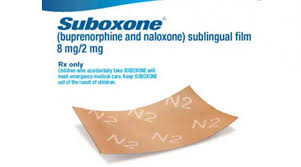 Suboxone®
(buprenorphine and naloxone) sublingual film
8 mg/2 mg
Rx only
Children who accidentally take SUBOXONE will
need emergency medical care. Keep SUBOXONE
out of the reach of children.
N2 N2
N2 N2